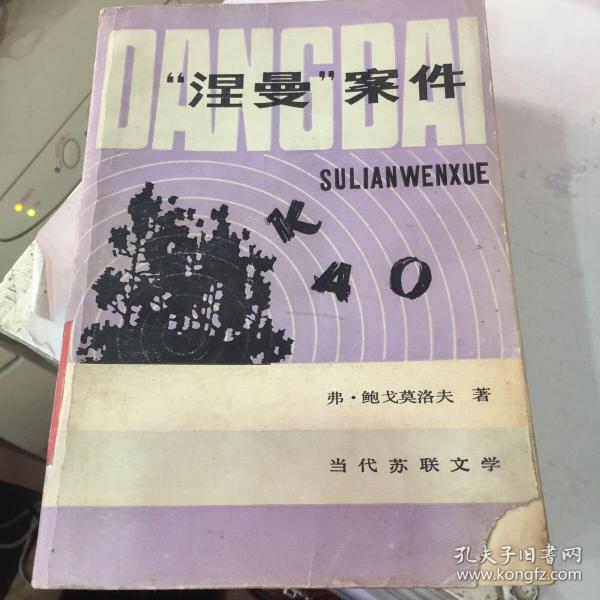 DANGDAI
“涅曼”案件
SULIANWENXUE
K
AO
弗·鲍戈莫洛夫 著
当代苏联文学
孔夫子旧书网
www.kongfz.com